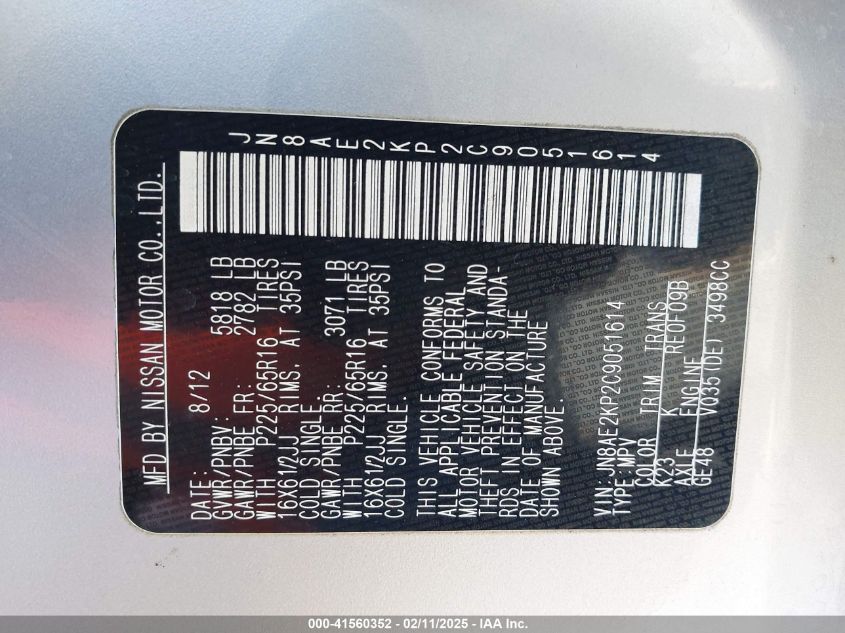 MFD BY NISSAN MOTOR CO.,LTD.
JN8AE2KP2C9051614
DATE: 8/12
GVWR/PNBV: 5818 LB
GAWR/PNBE FR: 2782 LB
WITH P225/65R16 TIRES
16X61/2JJ RIMS. AT 35PSI
COLD SINGLE.
GAWR/PNBE RR: 3071 LB
WITH P225/65R16 TIRES
16X61/2JJ RIMS. AT 35PSI
COLD SINGLE.
THIS VEHICLE CONFORMS TO
ALL APPLICABLE FEDERAL
MOTOR VEHICLE SAFETY AND
THEFT PREVENTION STANDA-
RDS IN EFFECT ON THE
DATE OF MANUFACTURE
SHOWN ABOVE.
VIN:JN8AE2KP2C9051614
TYPE:MPV
COLOR TRIM TRANS
K23 K RE0F09B
AXLE ENGINE
GE48 VQ35(DE) 3498CC
000-41560352 - 02/11/2025 - IAA Inc.